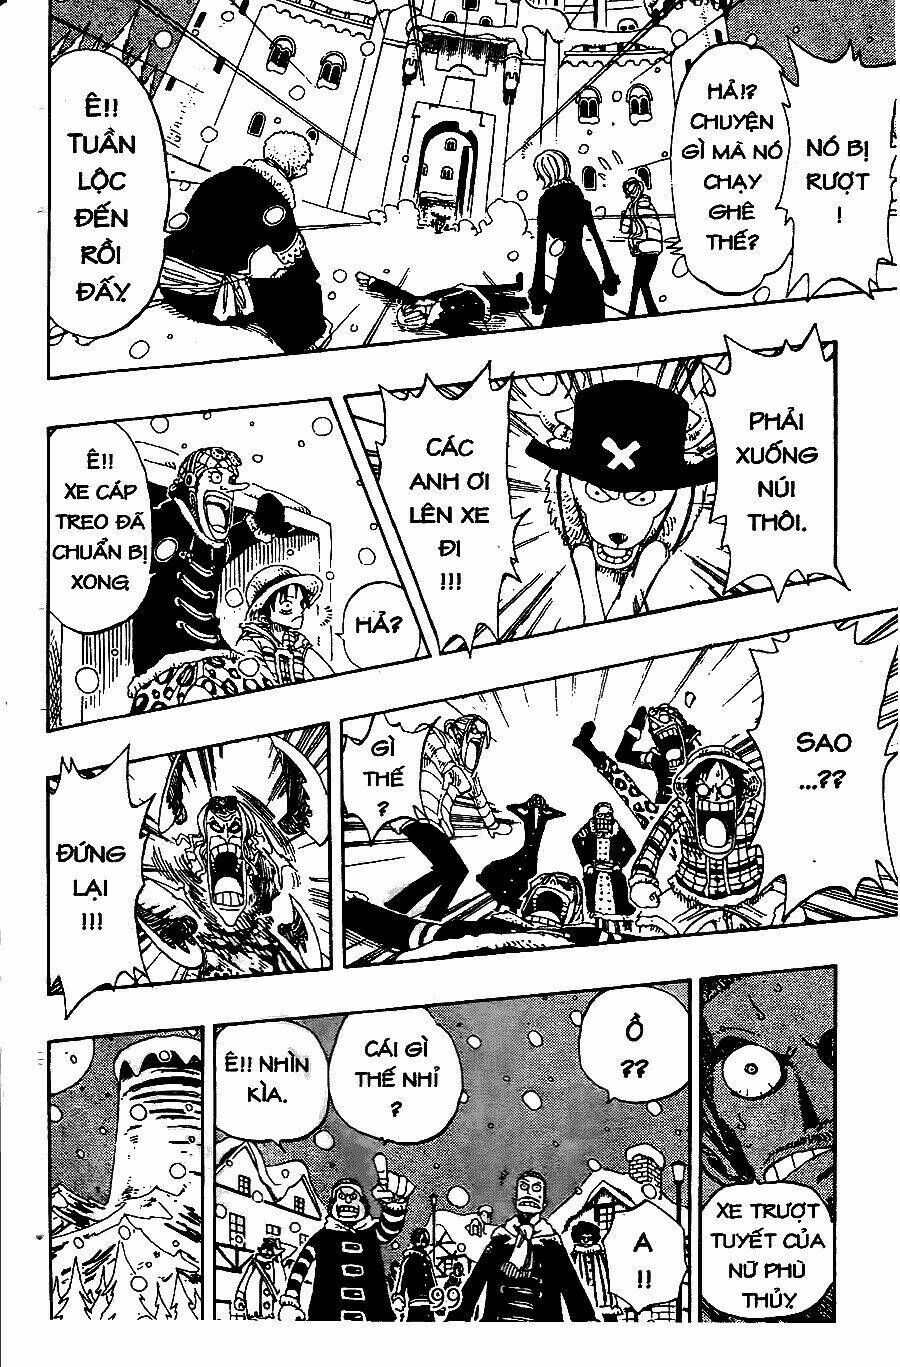 NÓ BỊ
RƯỢT
!
HẢ!?
CHUYỆN
GÌ MÀ NÓ
CHẠY
GHÊ
THẾ?
Ê!!
TUẦN
LỘC
ĐẾN
RỒI
ĐẤY.
PHẢI
XUỐNG
NÚI
THÔI.
CÁC
ANH ƠI
LÊN XE
ĐI
!!!
HẢ?
Ê!!
XE CÁP
TREO ĐÃ
CHUẨN BỊ
XONG.
SAO
...??
GÌ
THẾ
?
ĐỨNG
LẠI
!!!
XE TRƯỢT
TUYẾT CỦA
NỮ PHÙ
THỦY.
Ồ
??
A
!!
CÁI GÌ
THẾ NHỈ
?
Ê!! NHÌN
KÌA.
99